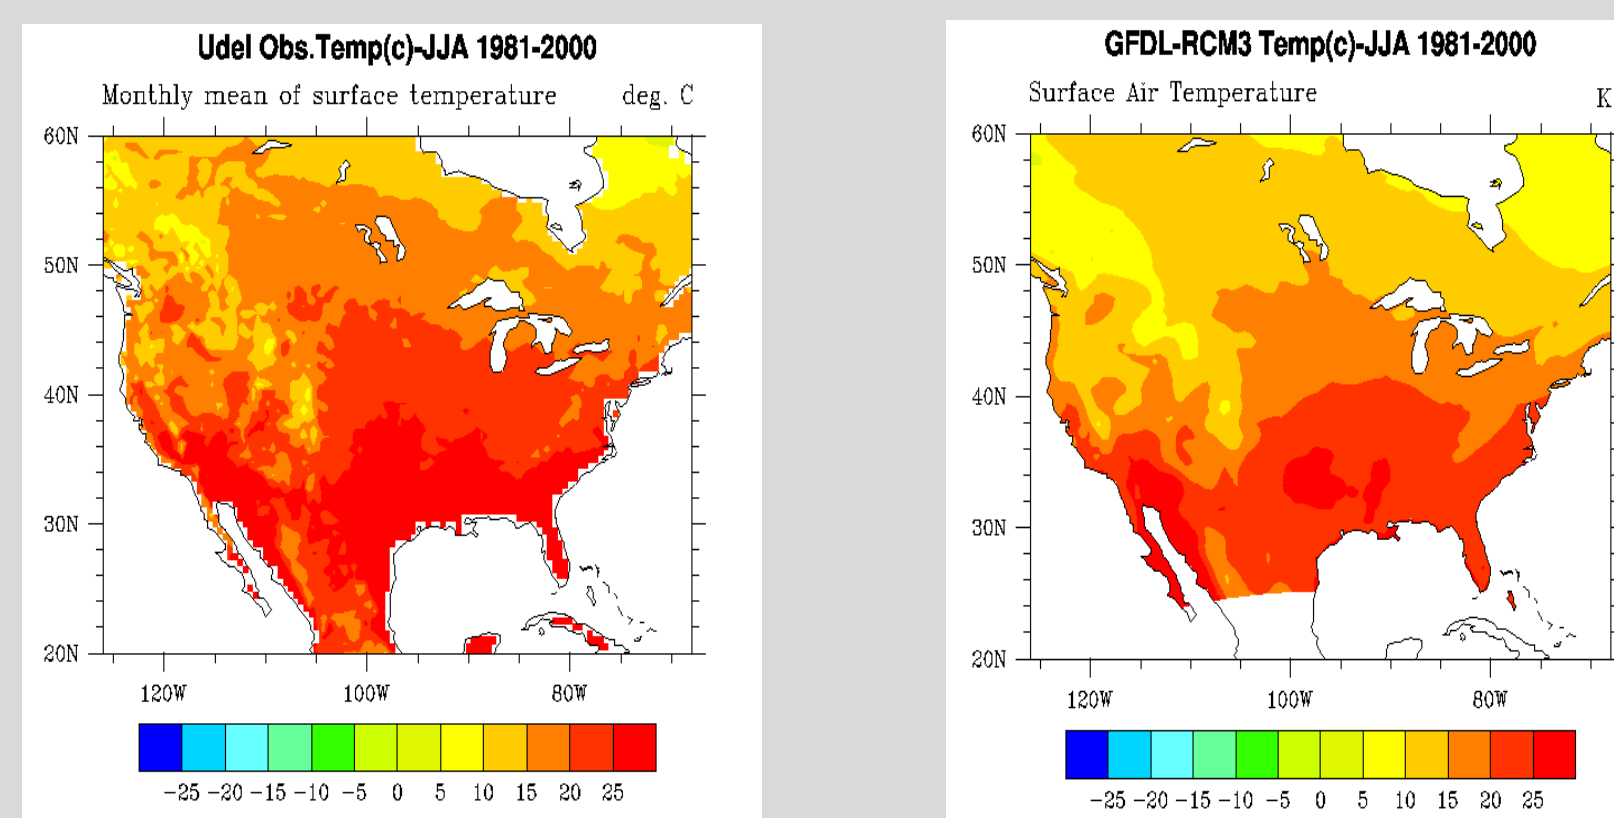 Udel Obs.Temp(c)-JJA 1981-2000
Monthly mean of surface temperature deg. C
60N
50N
40N
30N
20N
120W 100W 80W
-25 -20 -15 -10 -5 0 5 10 15 20 25
GFDL-RCM3 Temp(c)-JJA 1981-2000
Surface Air Temperature K
60N
50N
40N
30N
20N
120W 100W 80W
-25 -20 -15 -10 -5 0 5 10 15 20 25